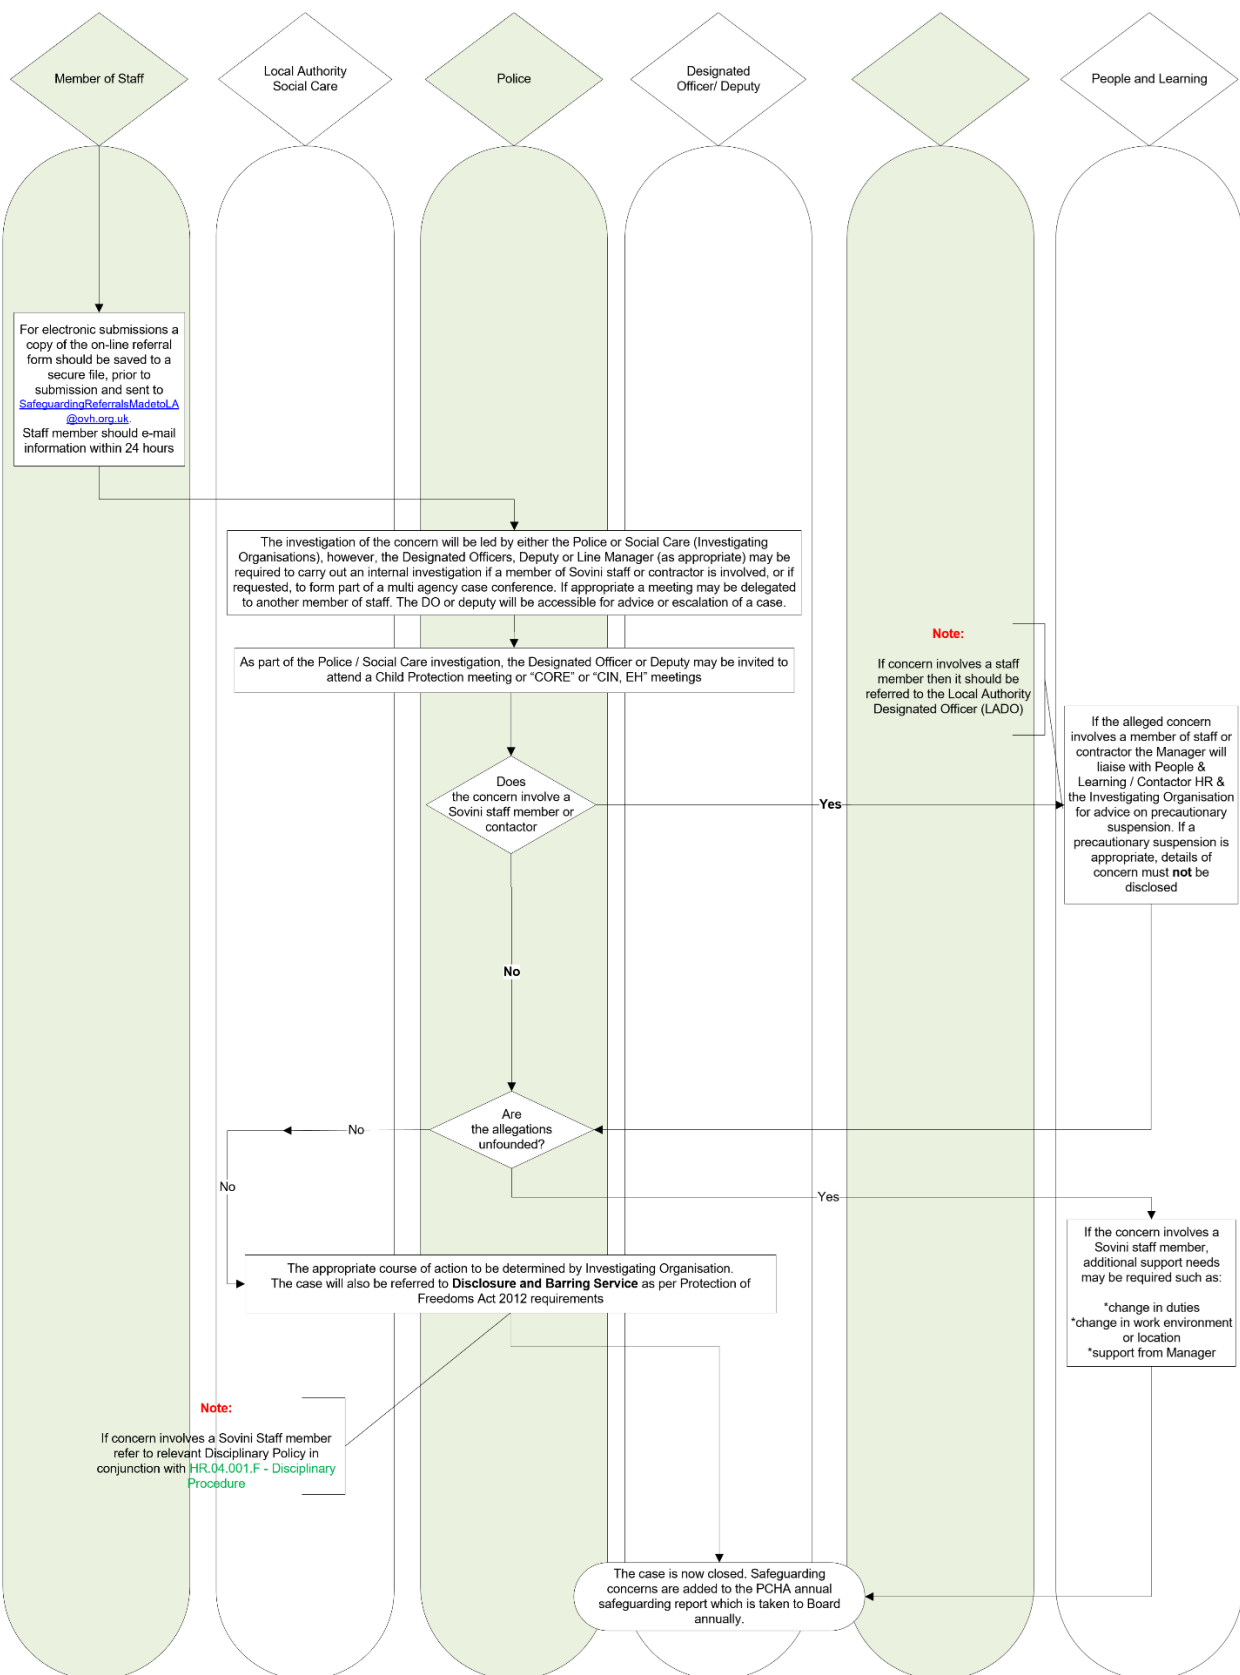 Member of Staff
Local Authority
Social Care
Police
Designated
Officer/ Deputy
People and Learning
For electronic submissions a
copy of the on-line referral
form should be saved to a
secure file, prior to
submission and sent to
SafeguardingReferralsMadetoLA
@ovh.org.uk.
Staff member should e-mail
information within 24 hours
The investigation of the concern will be led by either the Police or Social Care (Investigating
Organisations), however, the Designated Officers, Deputy or Line Manager (as appropriate) may be
required to carry out an internal investigation if a member of Sovini staff or contractor is involved, or if
requested, to form part of a multi agency case conference. If appropriate a meeting may be delegated
to another member of staff. The DO or deputy will be accessible for advice or escalation of a case.
As part of the Police / Social Care investigation, the Designated Officer or Deputy may be invited to
attend a Child Protection meeting or “CORE” or “CIN, EH” meetings
Note:
If concern involves a staff
member then it should be
referred to the Local Authority
Designated Officer (LADO)
If the alleged concern
involves a member of staff or
contractor the Manager will
liaise with People &
Learning / Contactor HR &
the Investigating Organisation
for advice on precautionary
suspension. If a
precautionary suspension is
appropriate, details of
concern must not be
disclosed
Does
the concern involve a
Sovini staff member or
contactor
Yes
No
Are
the allegations
unfounded?
No
No
Yes
If the concern involves a
Sovini staff member,
additional support needs
may be required such as:
*change in duties
*change in work environment
or location
*support from Manager
The appropriate course of action to be determined by Investigating Organisation.
The case will also be referred to Disclosure and Barring Service as per Protection of
Freedoms Act 2012 requirements
Note:
If concern involves a Sovini Staff member
refer to relevant Disciplinary Policy in
conjunction with HR.04.001.F - Disciplinary
Procedure
The case is now closed. Safeguarding
concerns are added to the PCHA annual
safeguarding report which is taken to Board
annually.